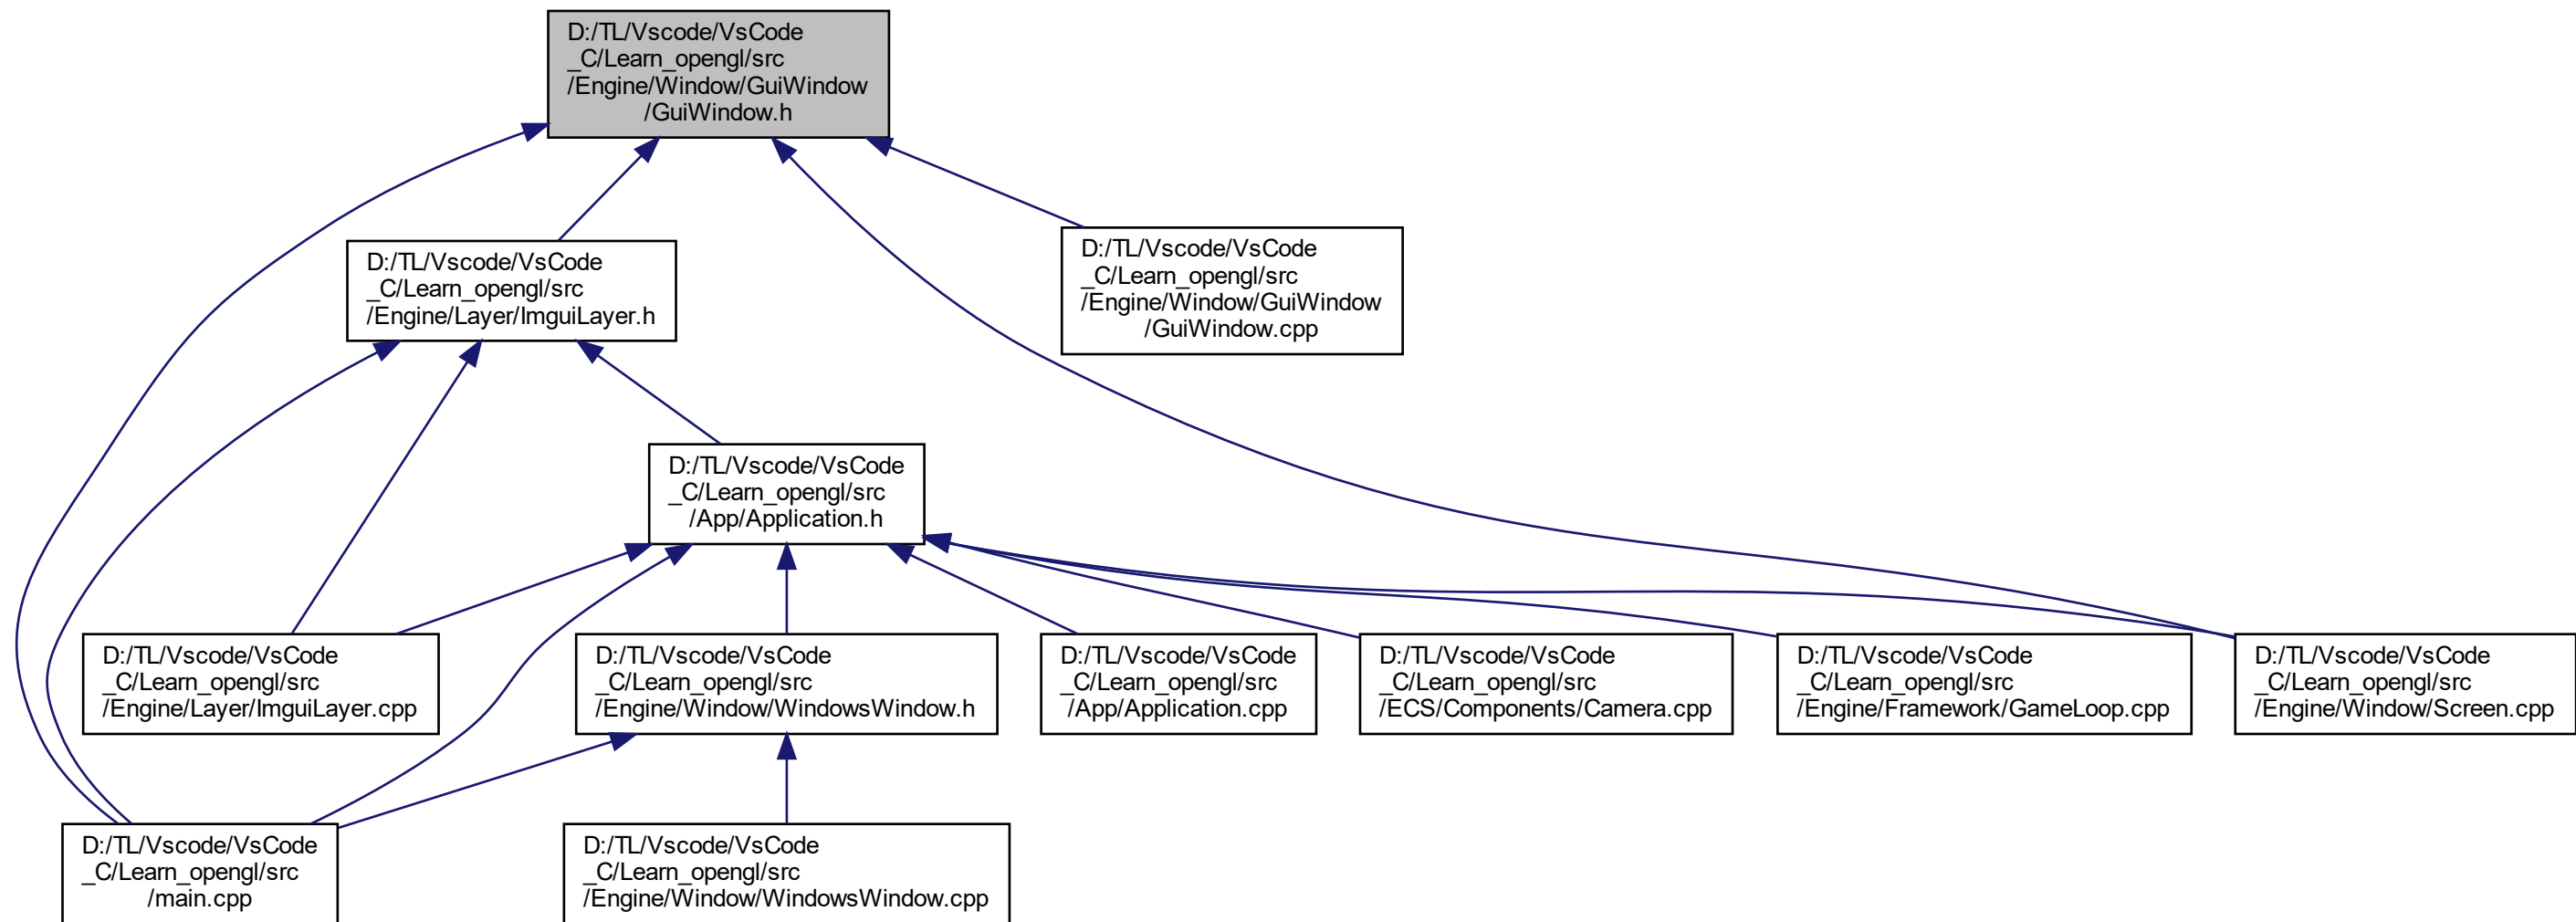 D:/TL/Vscode/VsCode
_C/Learn_opengl/src
/Engine/Window/GuiWindow
/GuiWindow.h
D:/TL/Vscode/VsCode
_C/Learn_opengl/src
/Engine/Layer/ImguiLayer.h
D:/TL/Vscode/VsCode
_C/Learn_opengl/src
/Engine/Window/GuiWindow
/GuiWindow.cpp
D:/TL/Vscode/VsCode
_C/Learn_opengl/src
/App/Application.h
D:/TL/Vscode/VsCode
_C/Learn_opengl/src
/Engine/Layer/ImguiLayer.cpp
D:/TL/Vscode/VsCode
_C/Learn_opengl/src
/Engine/Window/WindowsWindow.h
D:/TL/Vscode/VsCode
_C/Learn_opengl/src
/App/Application.cpp
D:/TL/Vscode/VsCode
_C/Learn_opengl/src
/ECS/Components/Camera.cpp
D:/TL/Vscode/VsCode
_C/Learn_opengl/src
/Engine/Framework/GameLoop.cpp
D:/TL/Vscode/VsCode
_C/Learn_opengl/src
/Engine/Window/Screen.cpp
D:/TL/Vscode/VsCode
_C/Learn_opengl/src
/main.cpp
D:/TL/Vscode/VsCode
_C/Learn_opengl/src
/Engine/Window/WindowsWindow.cpp